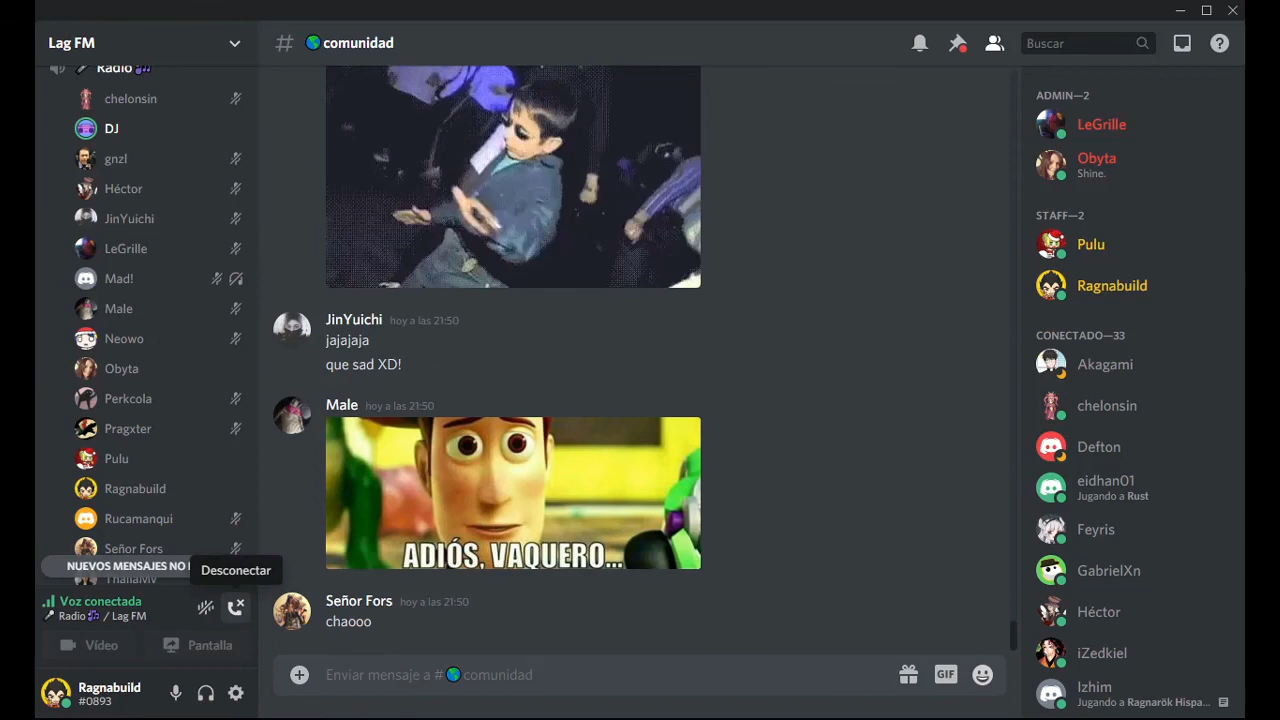 Lag FM
Radio
chelonsin
DJ
gnzl
Héctor
JinYuichi
LeGrille
Mad!
Male
Neowo
Obyta
Perkcola
Pragxter
Pulu
Ragnabuild
Rucamanqui
Señor Fors
NUEVOS MENSAJES NO
Desconectar
ThaliaMv
Voz conectada
Radio / Lag FM
Vídeo
Pantalla
Ragnabuild
#0893
# comunidad
Buscar
JinYuichi hoy a las 21:50
jajajaja
que sad XD!
Male hoy a las 21:50
ADIÓS, VAQUERO...
Señor Fors hoy a las 21:50
chaooo
Enviar mensaje a # comunidad
GIF
ADMIN—2
LeGrille
Obyta
Shine.
STAFF—2
Pulu
Ragnabuild
CONECTADO—33
Akagami
chelonsin
Defton
eidhan01
Jugando a Rust
Feyris
GabrielXn
Héctor
iZedkiel
Izhim
Jugando a Ragnarök Hispa...